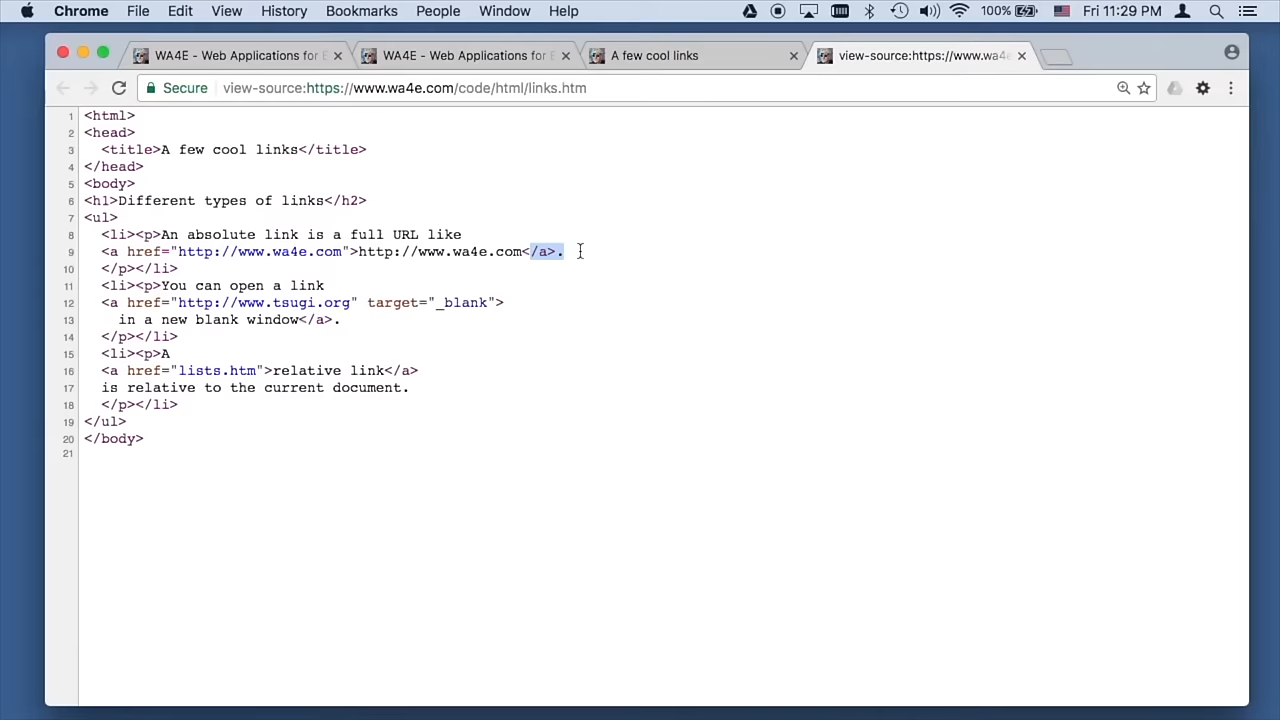 Chrome File Edit View History Bookmarks People Window Help 100% Fri 11:29 PM
WA4E - Web Applications for E WA4E - Web Applications for E A few cool links view-source:https://www.wa4e
Secure view-source:https://www.wa4e.com/code/html/links.htm
1 <html>
2 <head>
3 <title>A few cool links</title>
4 </head>
5 <body>
6 <h1>Different types of links</h2>
7 <ul>
8 <li><p>An absolute link is a full URL like
9 <a href="http://www.wa4e.com">http://www.wa4e.com</a>.
10 </p></li>
11 <li><p>You can open a link
12 <a href="http://www.tsugi.org" target="_blank">
13 in a new blank window</a>.
14 </p></li>
15 <li><p>A
16 <a href="lists.htm">relative link</a>
17 is relative to the current document.
18 </p></li>
19 </ul>
20 </body>
21